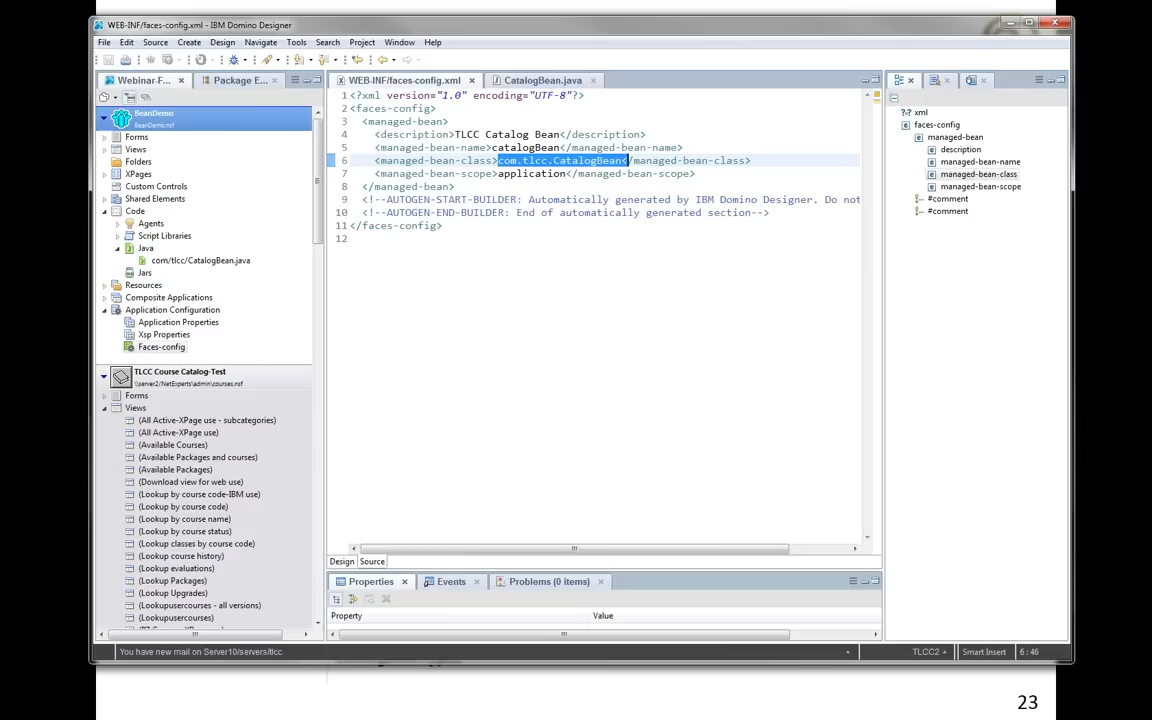 WEB-INF/faces-config.xml - IBM Domino Designer
File Edit Source Create Design Navigate Tools Search Project Window Help
Webinar-F... Package E...
WEB-INF/faces-config.xml CatalogBean.java
BeanDemo
BeanDemo.nsf
Forms
Views
Folders
XPages
Custom Controls
Shared Elements
Code
Agents
Script Libraries
Java
com/tlcc/CatalogBean.java
Jars
Resources
Composite Applications
Application Configuration
Application Properties
Xsp Properties
Faces-config
TLCC Course Catalog-Test
\\server2/NetExperts\admin\courses.nsf
Forms
Views
(All Active-XPage use - subcategories)
(All Active-XPage use)
(Available Courses)
(Available Packages and courses)
(Available Packages)
(Download view for web use)
(Lookup by course code-IBM use)
(Lookup by course code)
(Lookup by course name)
(Lookup by course status)
(Lookup classes by course code)
(Lookup course history)
(Lookup evaluations)
(Lookup Packages)
(Lookup Upgrades)
(Lookupusercourses - all versions)
(Lookupusercourses)
1 <?xml version="1.0" encoding="UTF-8"?>
2 <faces-config>
3 <managed-bean>
4 <description>TLCC Catalog Bean</description>
5 <managed-bean-name>catalogBean</managed-bean-name>
6 <managed-bean-class>com.tlcc.CatalogBean</managed-bean-class>
7 <managed-bean-scope>application</managed-bean-scope>
8 </managed-bean>
9 <!--AUTOGEN-START-BUILDER: Automatically generated by IBM Domino Designer. Do not
10 <!--AUTOGEN-END-BUILDER: End of automatically generated section-->
11 </faces-config>
12
Design Source
Properties Events Problems (0 items)
Property Value
xml
faces-config
managed-bean
description
managed-bean-name
managed-bean-class
managed-bean-scope
#comment
#comment
You have new mail on Server10/servers/tlcc
TLCC2 Smart Insert 6 : 46
23